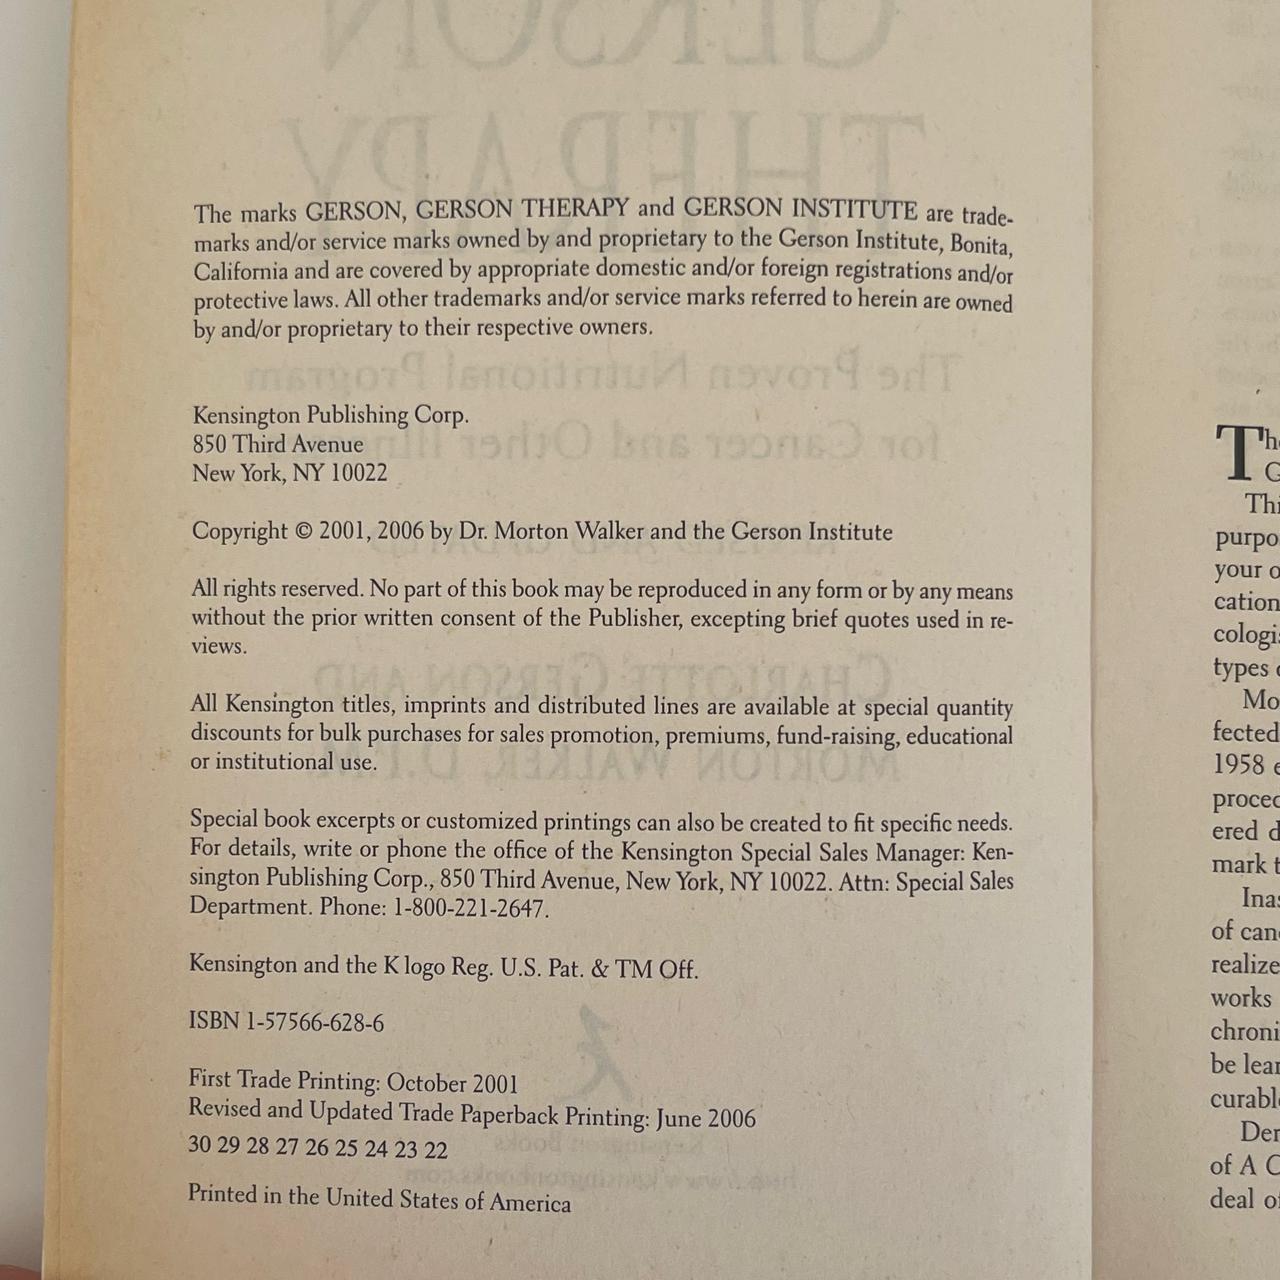 The marks GERSON, GERSON THERAPY and GERSON INSTITUTE are trade-
marks and/or service marks owned by and proprietary to the Gerson Institute, Bonita,
California and are covered by appropriate domestic and/or foreign registrations and/or
protective laws. All other trademarks and/or service marks referred to herein are owned
by and/or proprietary to their respective owners.
Kensington Publishing Corp.
850 Third Avenue
New York, NY 10022
Copyright © 2001, 2006 by Dr. Morton Walker and the Gerson Institute
All rights reserved. No part of this book may be reproduced in any form or by any means
without the prior written consent of the Publisher, excepting brief quotes used in re-
views.
All Kensington titles, imprints and distributed lines are available at special quantity
discounts for bulk purchases for sales promotion, premiums, fund-raising, educational
or institutional use.
Special book excerpts or customized printings can also be created to fit specific needs.
For details, write or phone the office of the Kensington Special Sales Manager: Ken-
sington Publishing Corp., 850 Third Avenue, New York, NY 10022. Attn: Special Sales
Department. Phone: 1-800-221-2647.
Kensington and the K logo Reg. U.S. Pat. & TM Off.
ISBN 1-57566-628-6
First Trade Printing: October 2001
Revised and Updated Trade Paperback Printing: June 2006
30 29 28 27 26 25 24 23 22
Printed in the United States of America
your
1958
types
ered
mark
of
works
of A
deal